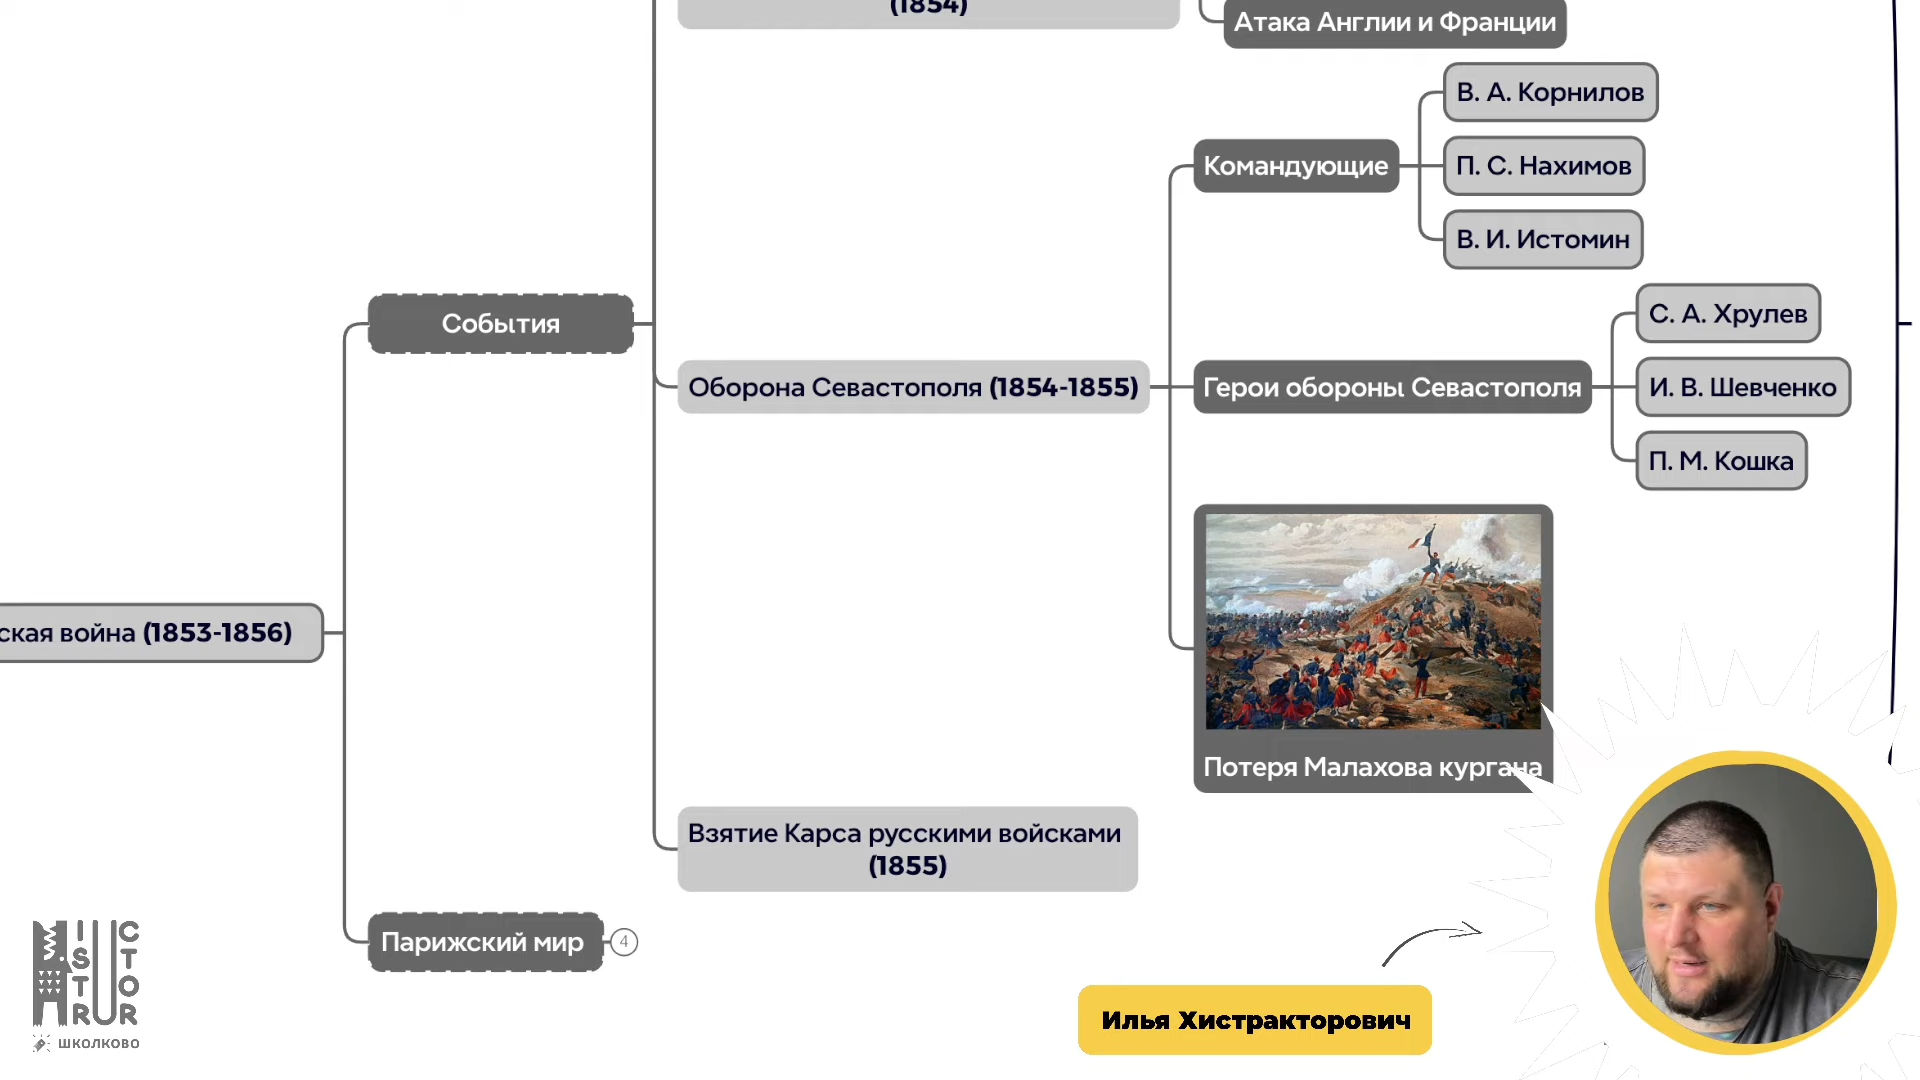 (1854)
Атака Англии и Франции
В. А. Корнилов
Командующие
П. С. Нахимов
В. И. Истомин
События
С. А. Хрулев
Оборона Севастополя (1854-1855)
Герои обороны Севастополя
И. В. Шевченко
П. М. Кошка
ская война (1853-1856)
Потеря Малахова кургана
Взятие Карса русскими войсками
(1855)
Парижский мир
4
HISTRUCTOR
ШКОЛКОВО
Илья Хистракторович